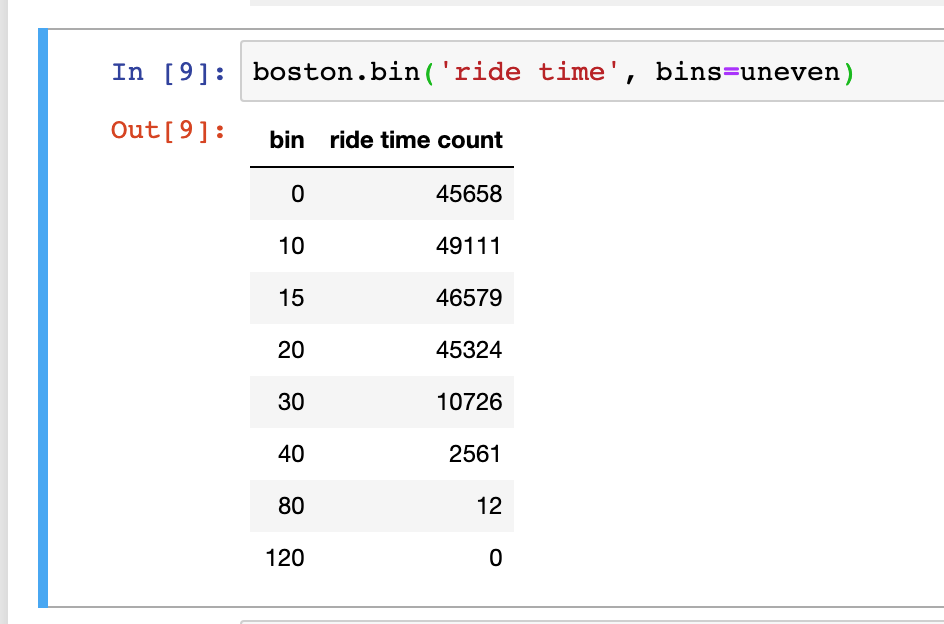 In [9]: boston.bin('ride time', bins=uneven)
Out[9]:
bin ride time count
0 45658
10 49111
15 46579
20 45324
30 10726
40 2561
80 12
120 0